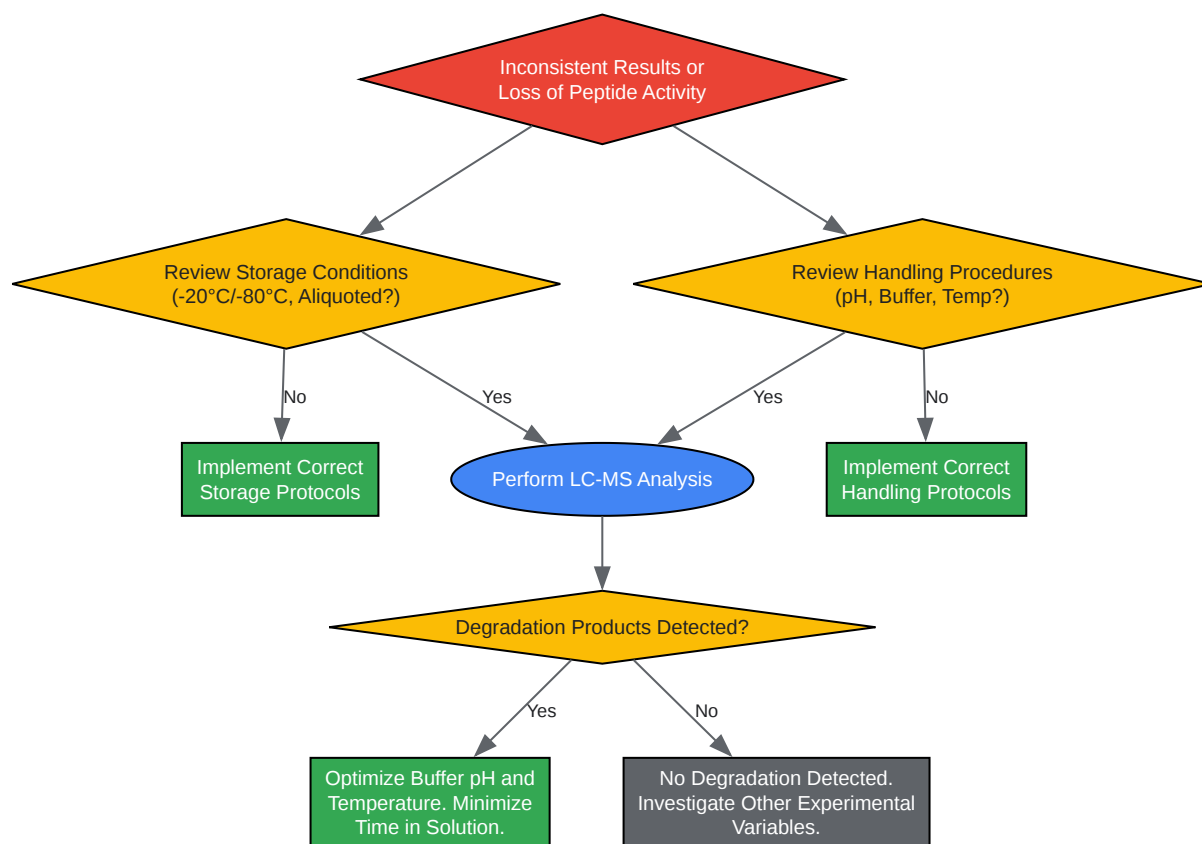 Inconsistent Results or
Loss of Peptide Activity
Review Storage Conditions
(-20°C/-80°C, Aliquoted?)
Review Handling Procedures
(pH, Buffer, Temp?)
No
Yes
Yes
No
Implement Correct
Storage Protocols
Perform LC-MS Analysis
Implement Correct
Handling Protocols
Degradation Products Detected?
Yes
No
Optimize Buffer pH and
Temperature. Minimize
Time in Solution.
No Degradation Detected.
Investigate Other Experimental
Variables.